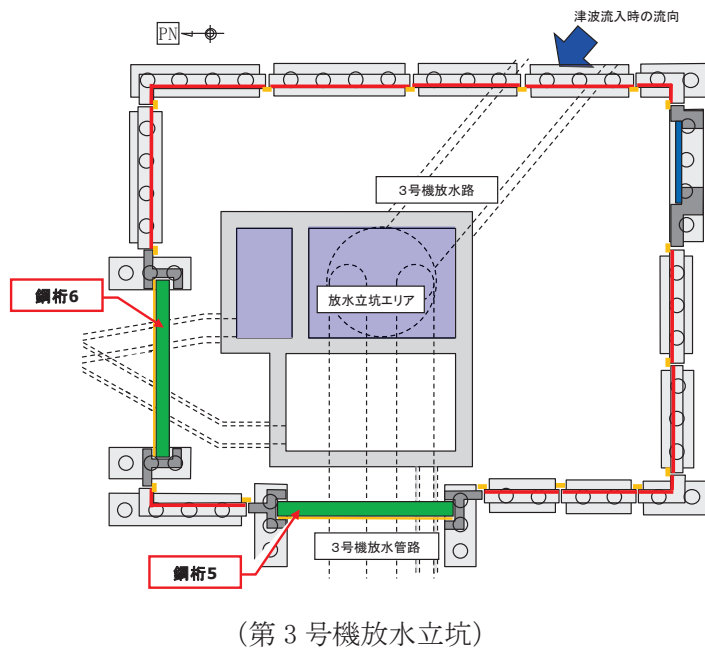 津波流入時の流向
PN
3号機放水路
鋼桁6
放水立坑エリア
3号機放水管路
鋼桁5
(第3号機放水立坑)